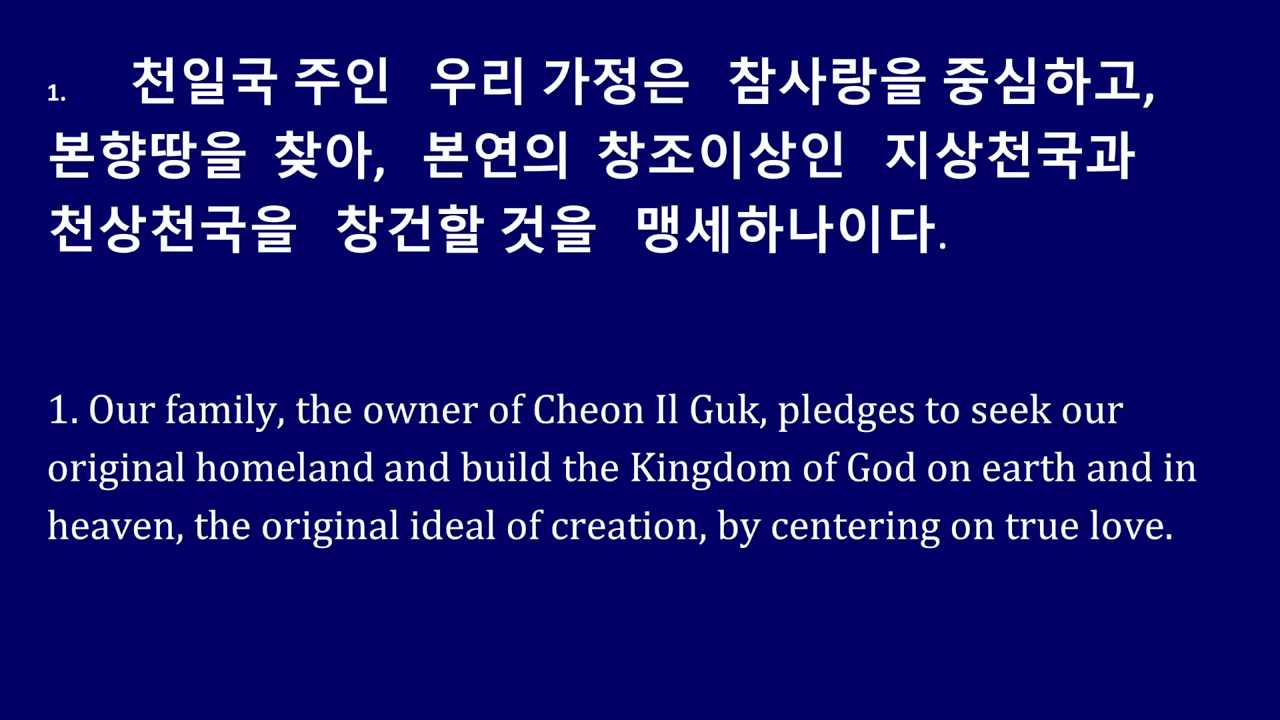 1. 천일국 주인 우리 가정은 참사랑을 중심하고,
본향땅을 찾아, 본연의 창조이상인 지상천국과
천상천국을 창건할 것을 맹세하나이다.
1. Our family, the owner of Cheon Il Guk, pledges to seek our
original homeland and build the Kingdom of God on earth and in
heaven, the original ideal of creation, by centering on true love.